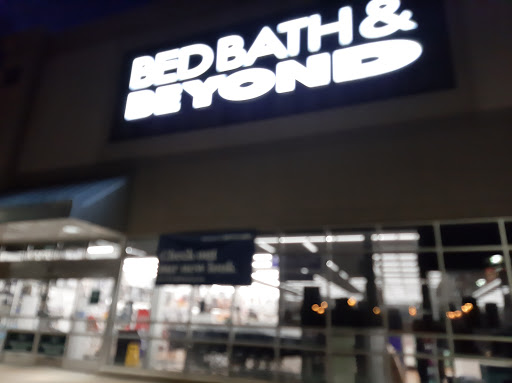 BED BATH &
BEYOND
Check out
our new look.